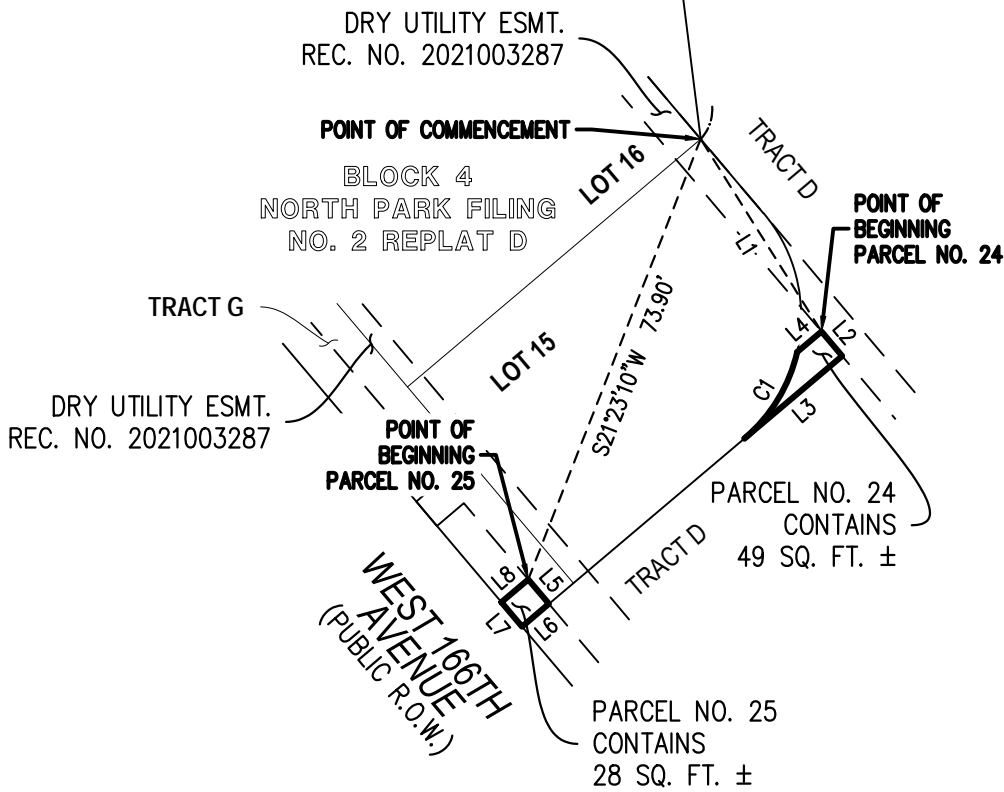 DRY UTILITY ESMT.
REC. NO. 2021003287
POINT OF COMMENCEMENT
TRACT D
BLOCK 4
NORTH PARK FILING
NO. 2 REPLAT D
LOT 16
POINT OF
BEGINNING
PARCEL NO. 24
L1
TRACT G
S21°23'10"W 73.90'
L4
L2
LOT 15
C1
L3
DRY UTILITY ESMT.
REC. NO. 2021003287
POINT OF
BEGINNING
PARCEL NO. 25
PARCEL NO. 24
CONTAINS
49 SQ. FT. ±
TRACT D
L8
L5
L7
L6
WEST 166TH
AVENUE
(PUBLIC R.O.W.)
PARCEL NO. 25
CONTAINS
28 SQ. FT. ±